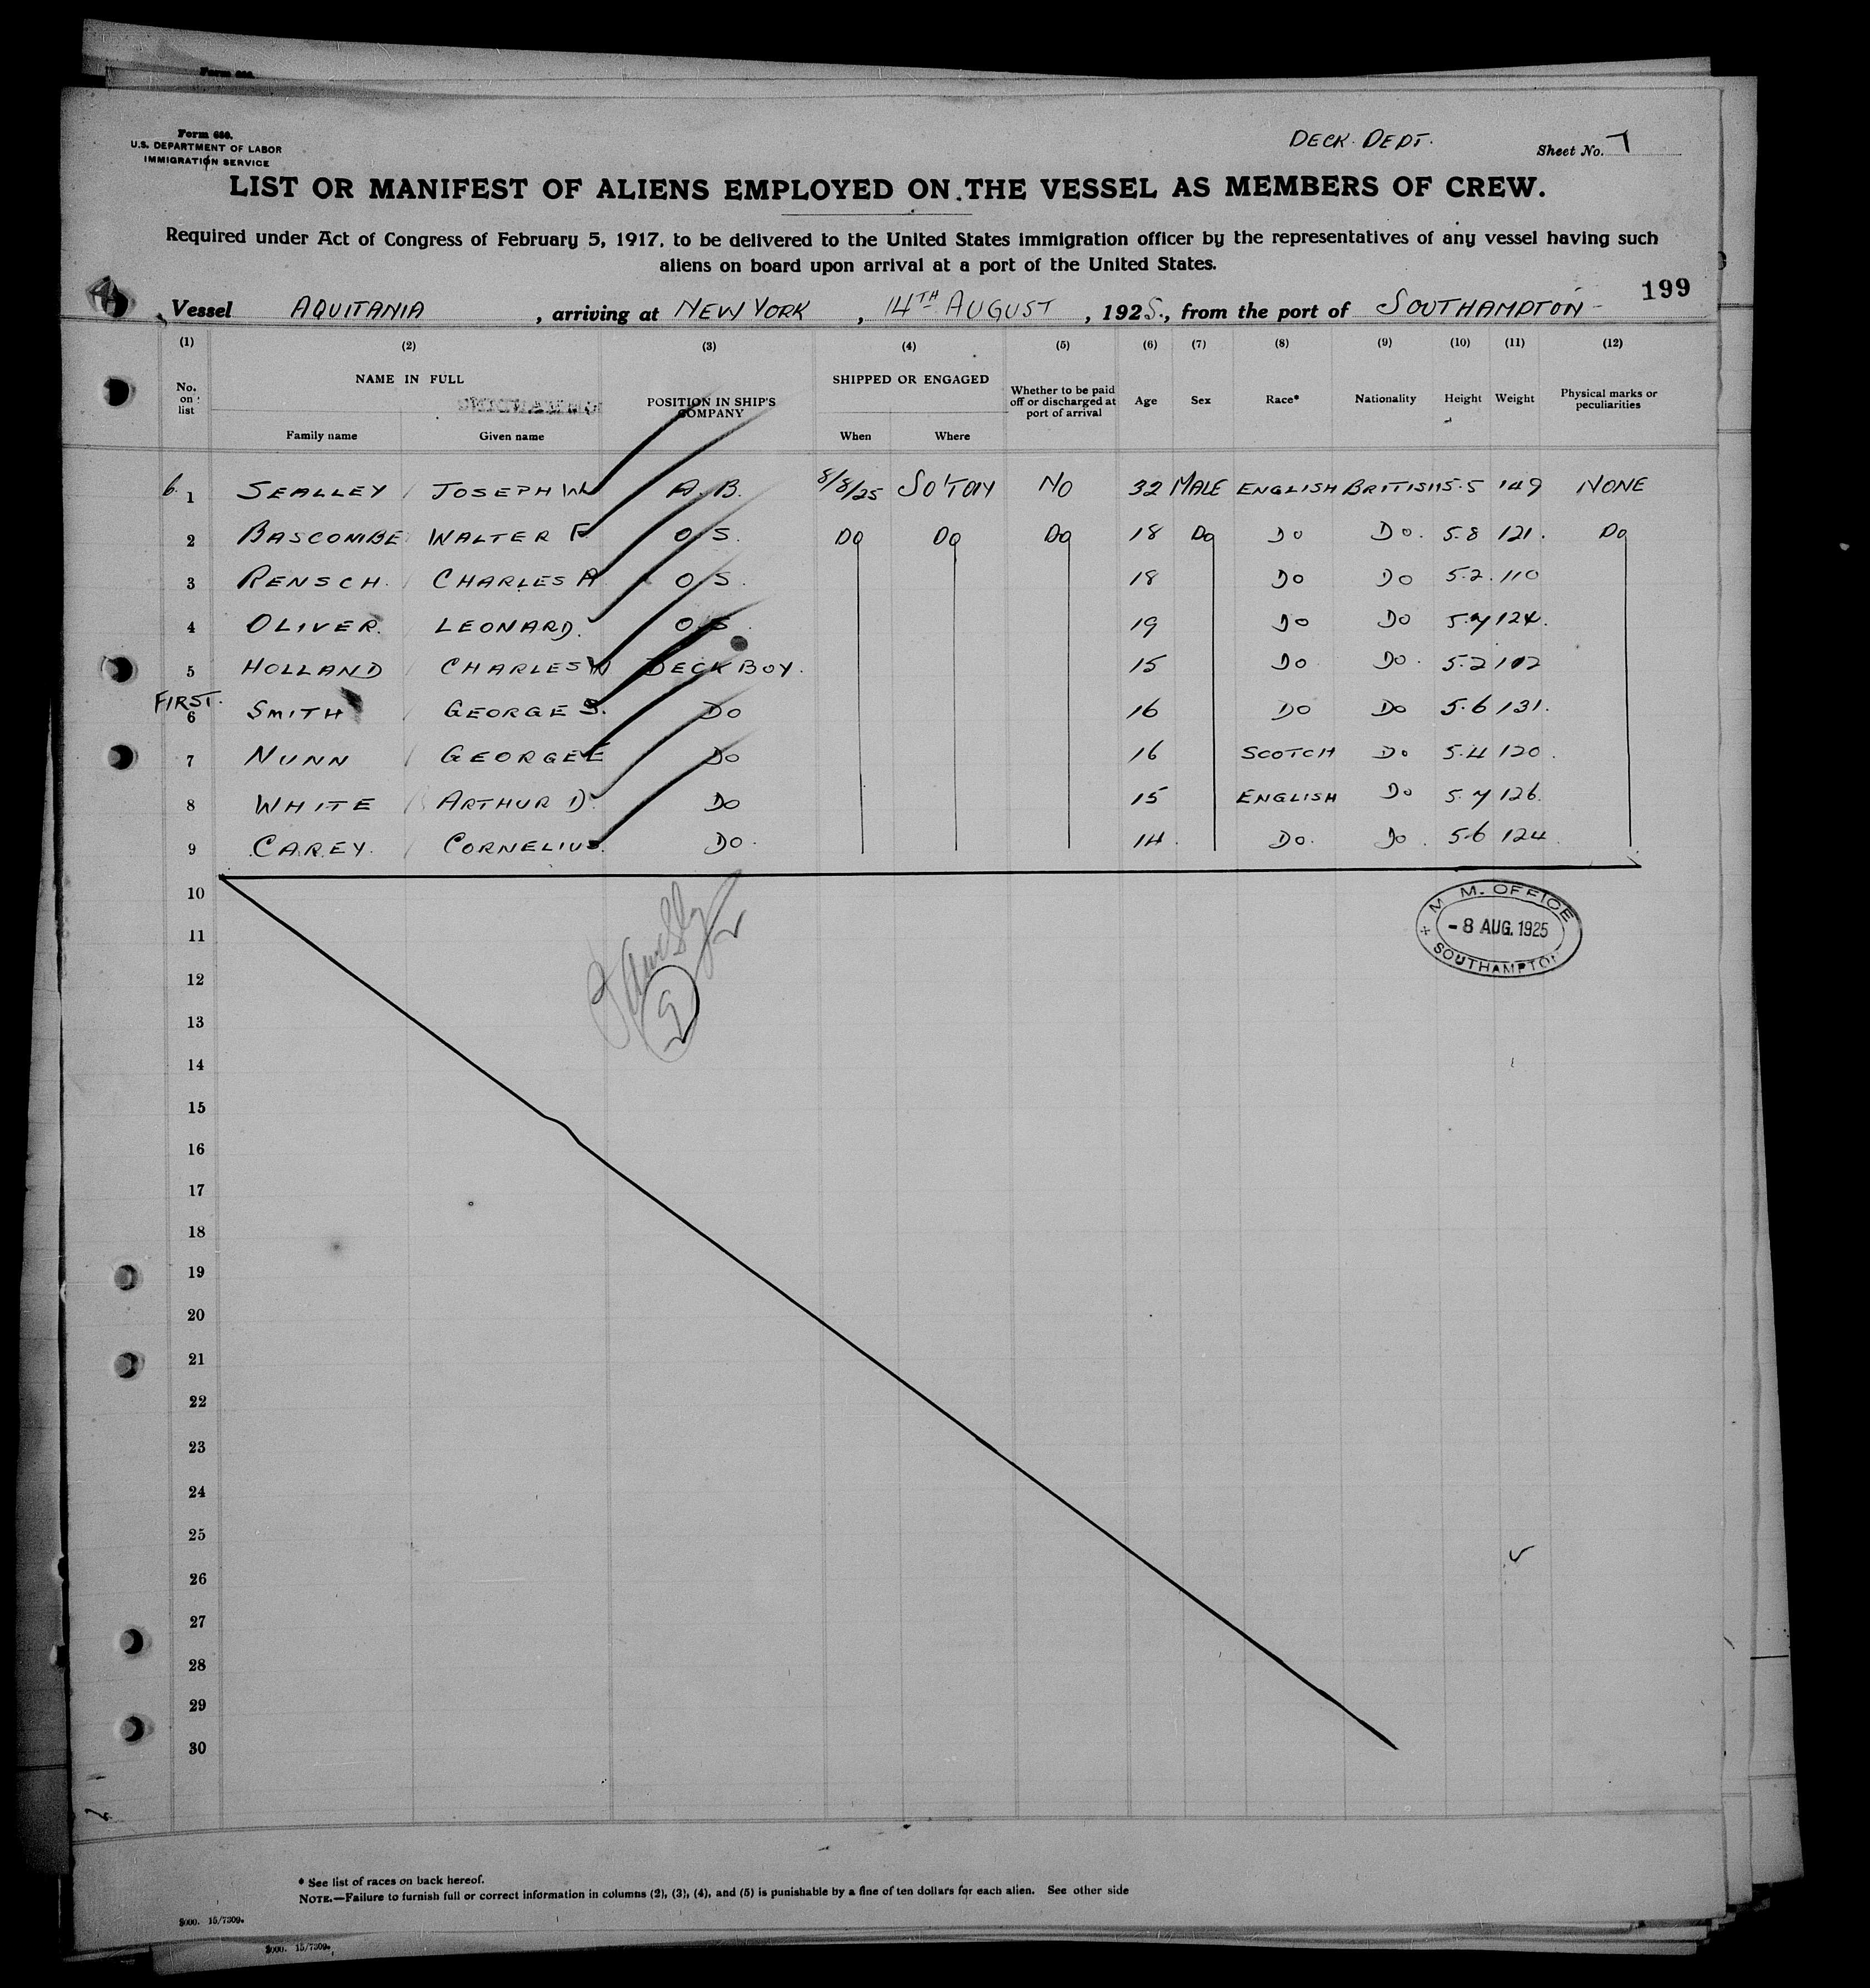 Form 680.
U.S. DEPARTMENT OF LABOR
IMMIGRATION SERVICE
DECK. DEPT.
Sheet No. 7
LIST OR MANIFEST OF ALIENS EMPLOYED ON THE VESSEL AS MEMBERS OF CREW.
Required under Act of Congress of February 5, 1917, to be delivered to the United States immigration officer by the representatives of any vessel having such
aliens on board upon arrival at a port of the United States.
199
Vessel AQUITANIA, arriving at NEW YORK, 14TH AUGUST, 1925., from the port of SOUTHAMPTON
(1) (2) (3) (4) (5) (6) (7) (8) (9) (10) (11) (12)
No. on list NAME IN FULL Family name Given name POSITION IN SHIP'S COMPANY SHIPPED OR ENGAGED When Where Whether to be paid off or discharged at port of arrival Age Sex Race* Nationality Height Weight Physical marks or peculiarities
6. 1 SEALLEY JOSEPH W. A.B. 8/8/25 SO'TON NO 32 MALE ENGLISH BRITISH 5.5 149 NONE
2 BASCOMBE WALTER F O.S. DO DO DO 18 DO DO DO. 5.8 121. DO
3 RENSCH. CHARLES A O.S. 18 DO DO 5.2. 110
4 OLIVER. LEONARD. O.S. 19 DO DO 5.7 124.
5 HOLLAND CHARLES W DECK BOY. 15 DO DO. 5.2 102
FIRST.
6 SMITH GEORGE S. DO 16 DO DO 5.6 131.
7 NUNN GEORGE E DO 16 SCOTCH DO 5.4 120.
8 WHITE ARTHUR D. DO 15 ENGLISH DO 5.7 126.
9 CAREY. CORNELIUS. DO. 14. DO. DO. 5.6 124.
10
11
12
13
14
15
16
17
18
19
20
21
22
23
24
25
26
27
28
29
30
9
M. M. OFFICE
- 8 AUG. 1925
SOUTHAMPTON
* See list of races on back hereof.
NOTE.—Failure to furnish full or correct information in columns (2), (3), (4), and (5) is punishable by a fine of ten dollars for each alien. See other side
5000. 15/7309.
5000. 15/7309.